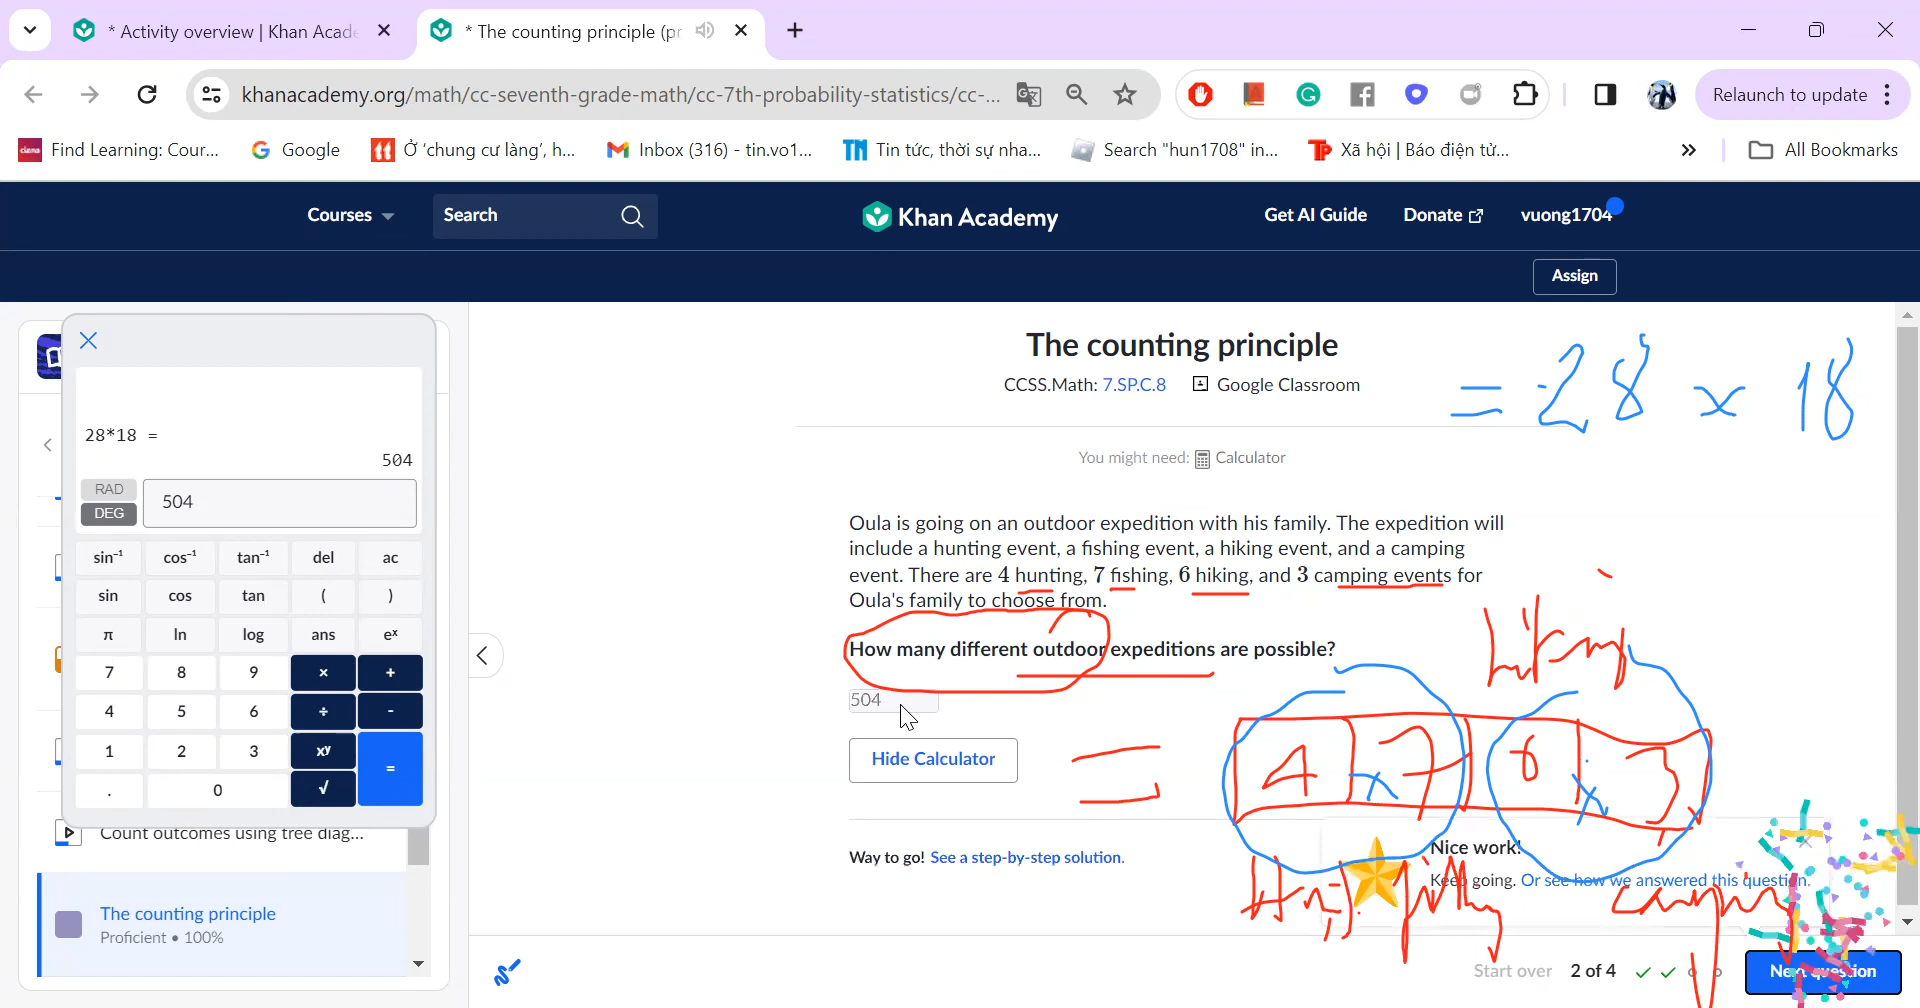 * Activity overview | Khan Acade
* The counting principle (pr
khanacademy.org/math/cc-seventh-grade-math/cc-7th-probability-statistics/cc-...
Relaunch to update
Find Learning: Cour...
Google
Ở 'chung cư làng', h...
Inbox (316) - tin.vo1...
Tin tức, thời sự nha...
Search "hun1708" in...
Xã hội | Báo điện tử...
All Bookmarks
Courses
Search
Khan Academy
Get AI Guide
Donate
vuong1704
Assign
28*18 =
504
RAD
DEG
504
sin⁻¹ cos⁻¹ tan⁻¹ del ac
sin cos tan ( )
π ln log ans eˣ
7 8 9 × +
4 5 6 ÷ -
1 2 3 xʸ =
. 0 √
Count outcomes using tree diag...
The counting principle
Proficient • 100%
The counting principle
CCSS.Math: 7.SP.C.8 Google Classroom
= 28 x 18
You might need: Calculator
Oula is going on an outdoor expedition with his family. The expedition will
include a hunting event, a fishing event, a hiking event, and a camping
event. There are 4 hunting, 7 fishing, 6 hiking, and 3 camping events for
Oula's family to choose from.
How many different outdoor expeditions are possible?
504
hiking
Hide Calculator
= 4 x 7 6 x 3
Way to go! See a step-by-step solution.
Nice work!
Keep going. Or see how we answered this question.
camping
Start over 2 of 4
Next question